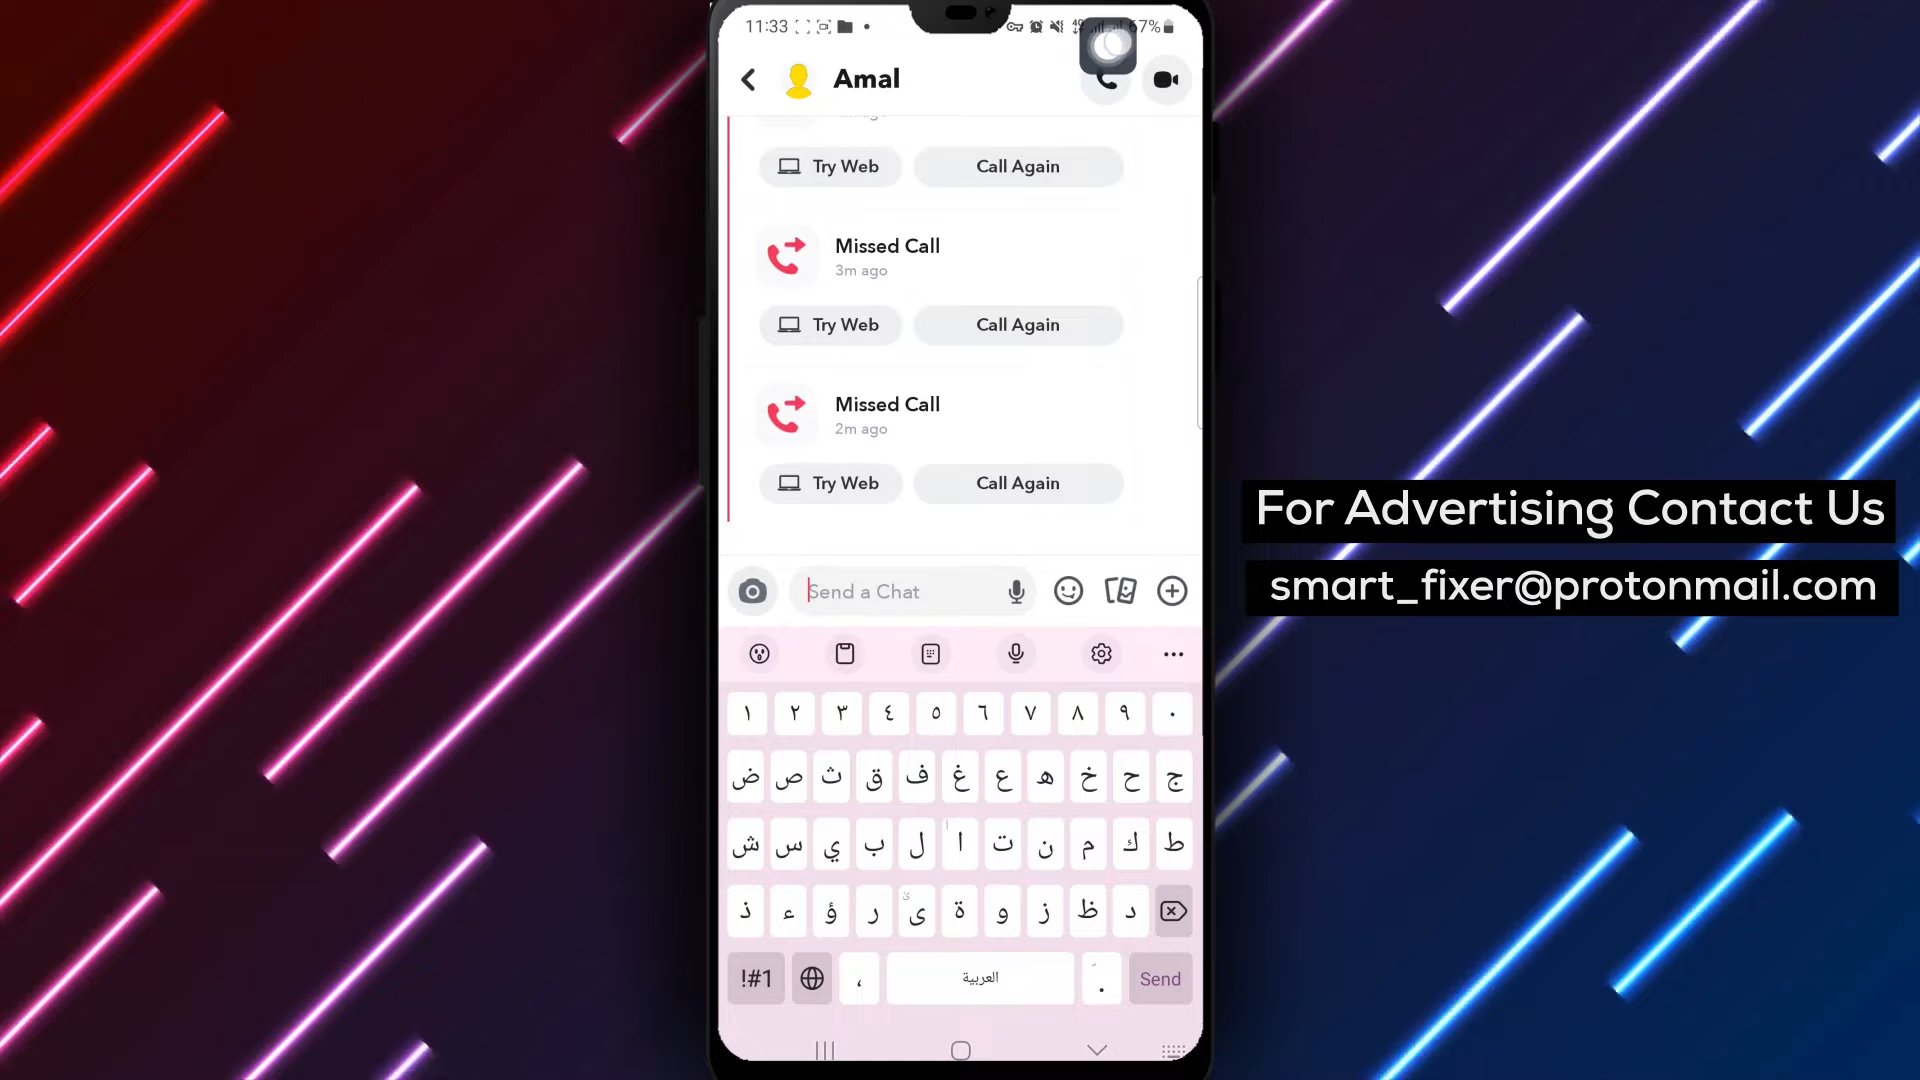 11:33
67%
Amal
Try Web
Call Again
Missed Call
3m ago
Try Web
Call Again
Missed Call
2m ago
Try Web
Call Again
Send a Chat
For Advertising Contact Us
smart_fixer@protonmail.com
١ ٢ ٣ ٤ ٥ ٦ ٧ ٨ ٩ ٠
ض ص ث ق ف غ ع ه خ ح ج
ش س ي ب ل ا ت ن م ك ط
ذ ء ؤ ر ى ة و ز ظ د
!#1 ، العربية . Send